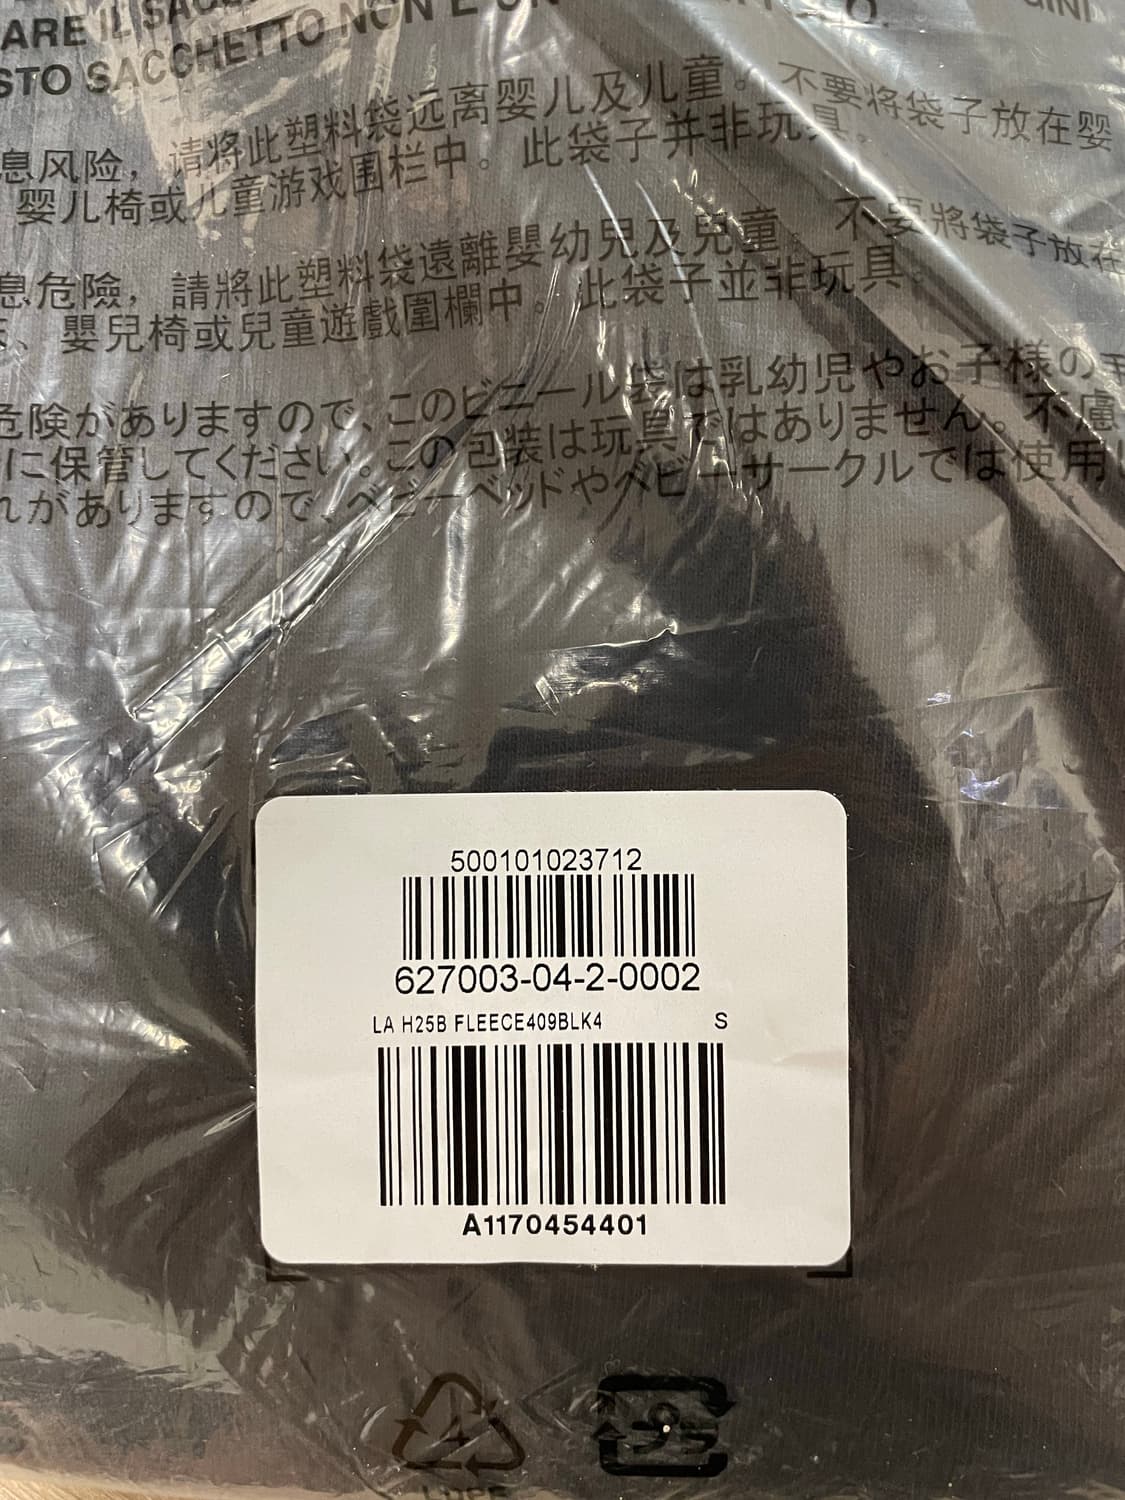 ARE IL
STO SACCHETTO NON È UN
息风险，请将此塑料袋远离婴儿及儿童。不要将袋子放在婴
婴儿椅或儿童游戏围栏中。此袋子并非玩具。
息危險，請將此塑料袋遠離嬰幼兒及兒童。不要將袋子放在
、嬰兒椅或兒童遊戲圍欄中。此袋子並非玩具。
危険がありますので、このビニール袋は乳幼児やお子様の手
に保管してください。この包装は玩具ではありません。不慮
れがありますので、ベビーベッドやベビーサークルでは使用し
500101023712
627003-04-2-0002
LA H25B FLEECE409BLK4 S
A1170454401
4
プラ
LDPE